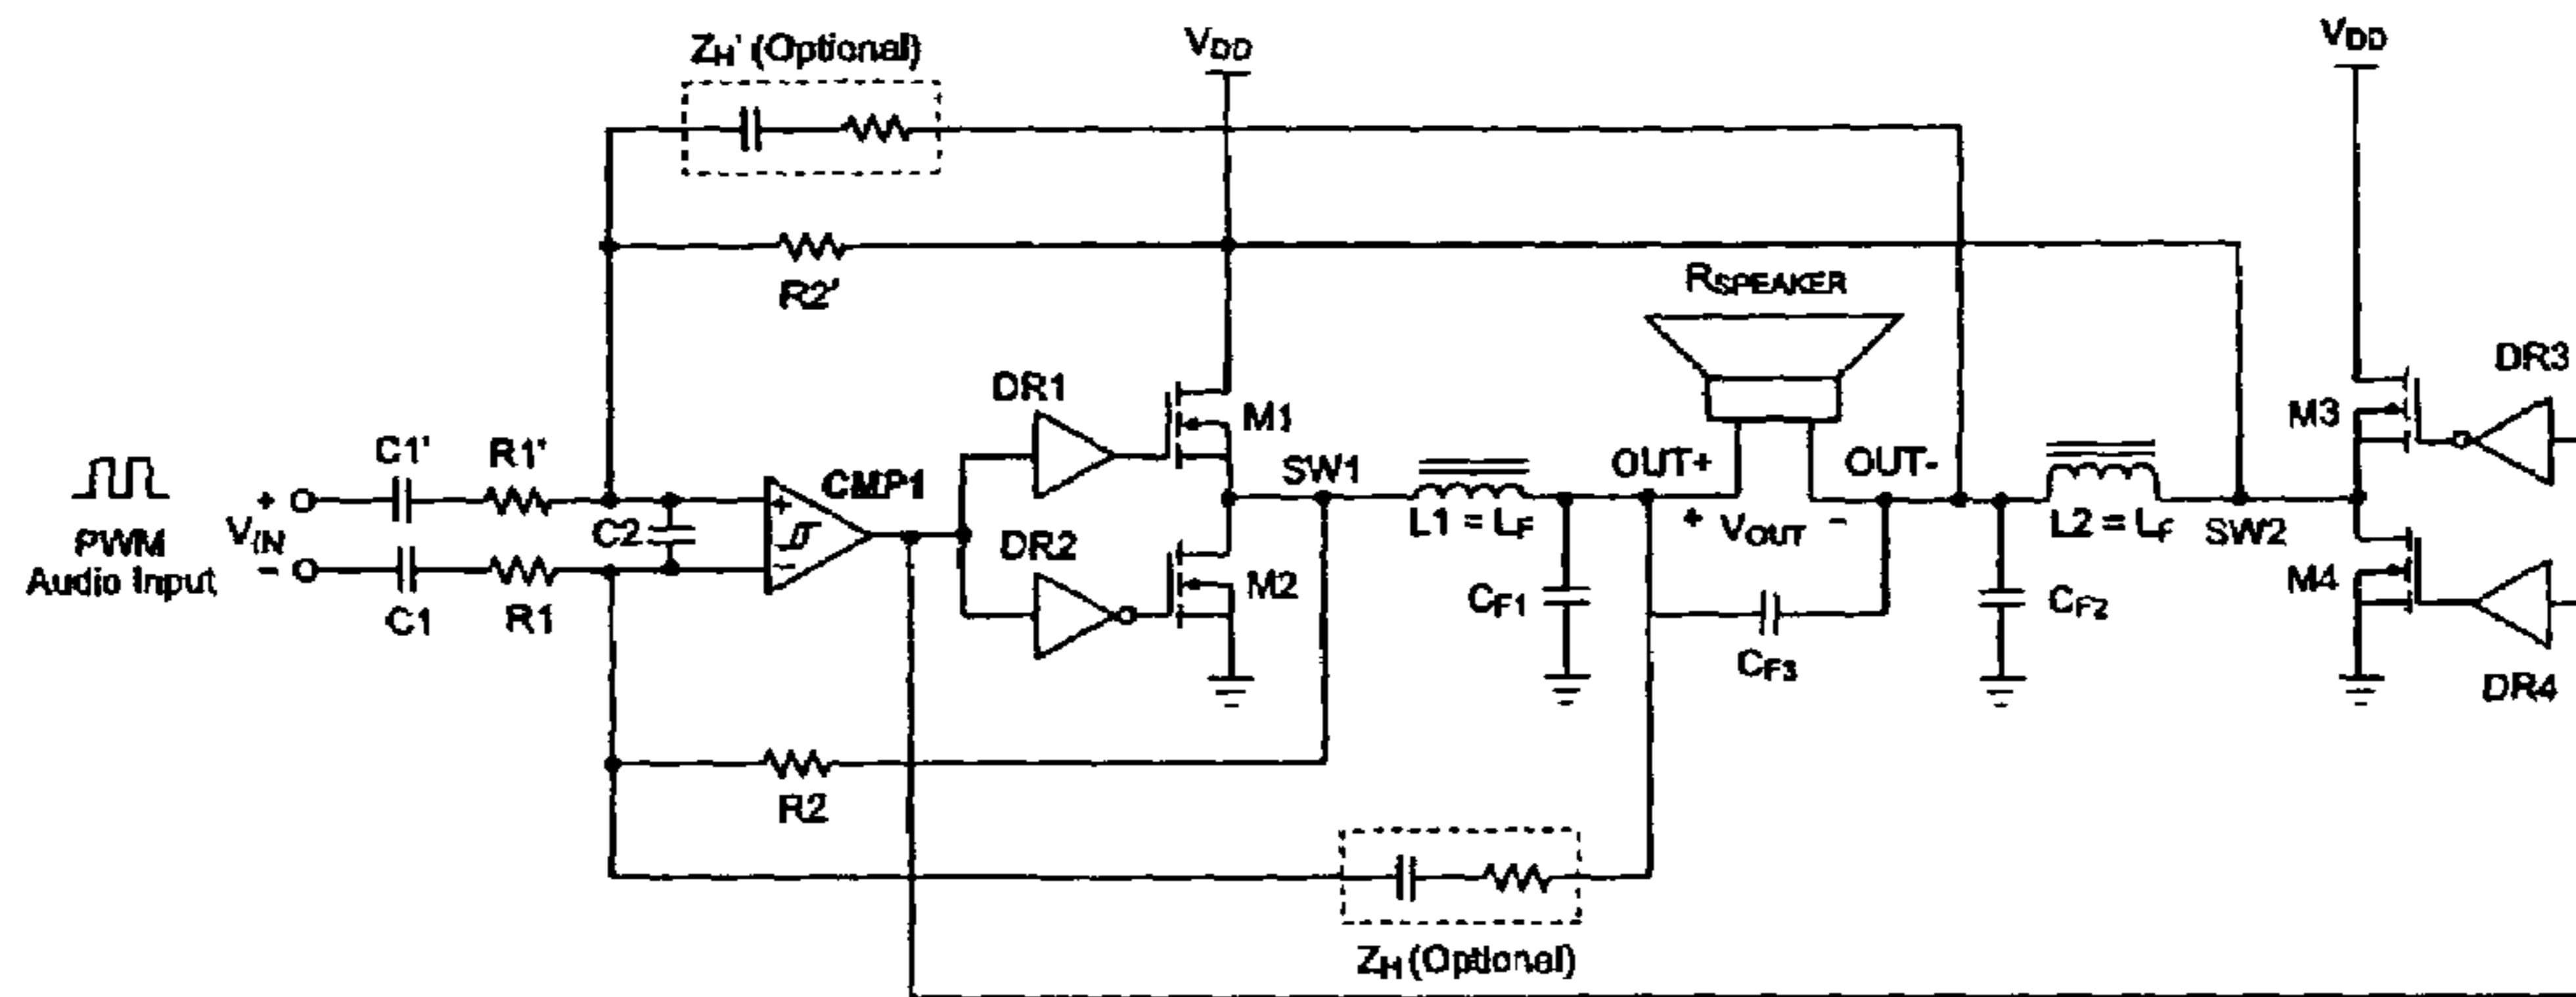 ZH' (Optional)
VDD
VDD
R2'
RSPEAKER
DR3
DR1
M1
M3
C1'
R1'
CMP1
SW1
OUT+
OUT-
+
VIN
-
PWM
Audio Input
C2
+
-
DR2
L1 = LF
+ VOUT -
L2 = LF
SW2
M2
M4
C1
R1
CF1
CF3
CF2
DR4
R2
ZH (Optional)